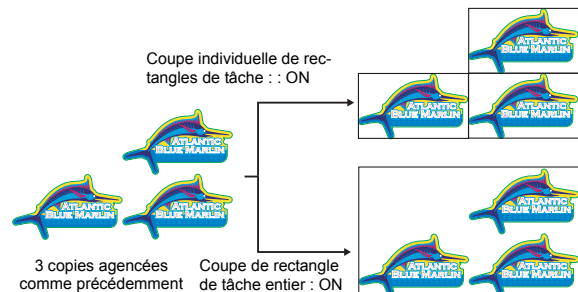 Coupe individuelle de rec-
tangles de tâche : : ON
ATLANTIC
BLUE MARLIN
ATLANTIC
BLUE MARLIN
ATLANTIC
BLUE MARLIN
ATLANTIC
BLUE MARLIN
ATLANTIC
BLUE MARLIN
ATLANTIC
BLUE MARLIN
3 copies agencées
comme précédemment
Coupe de rectangle
de tâche entier : ON
ATLANTIC
BLUE MARLIN
ATLANTIC
BLUE MARLIN
ATLANTIC
BLUE MARLIN